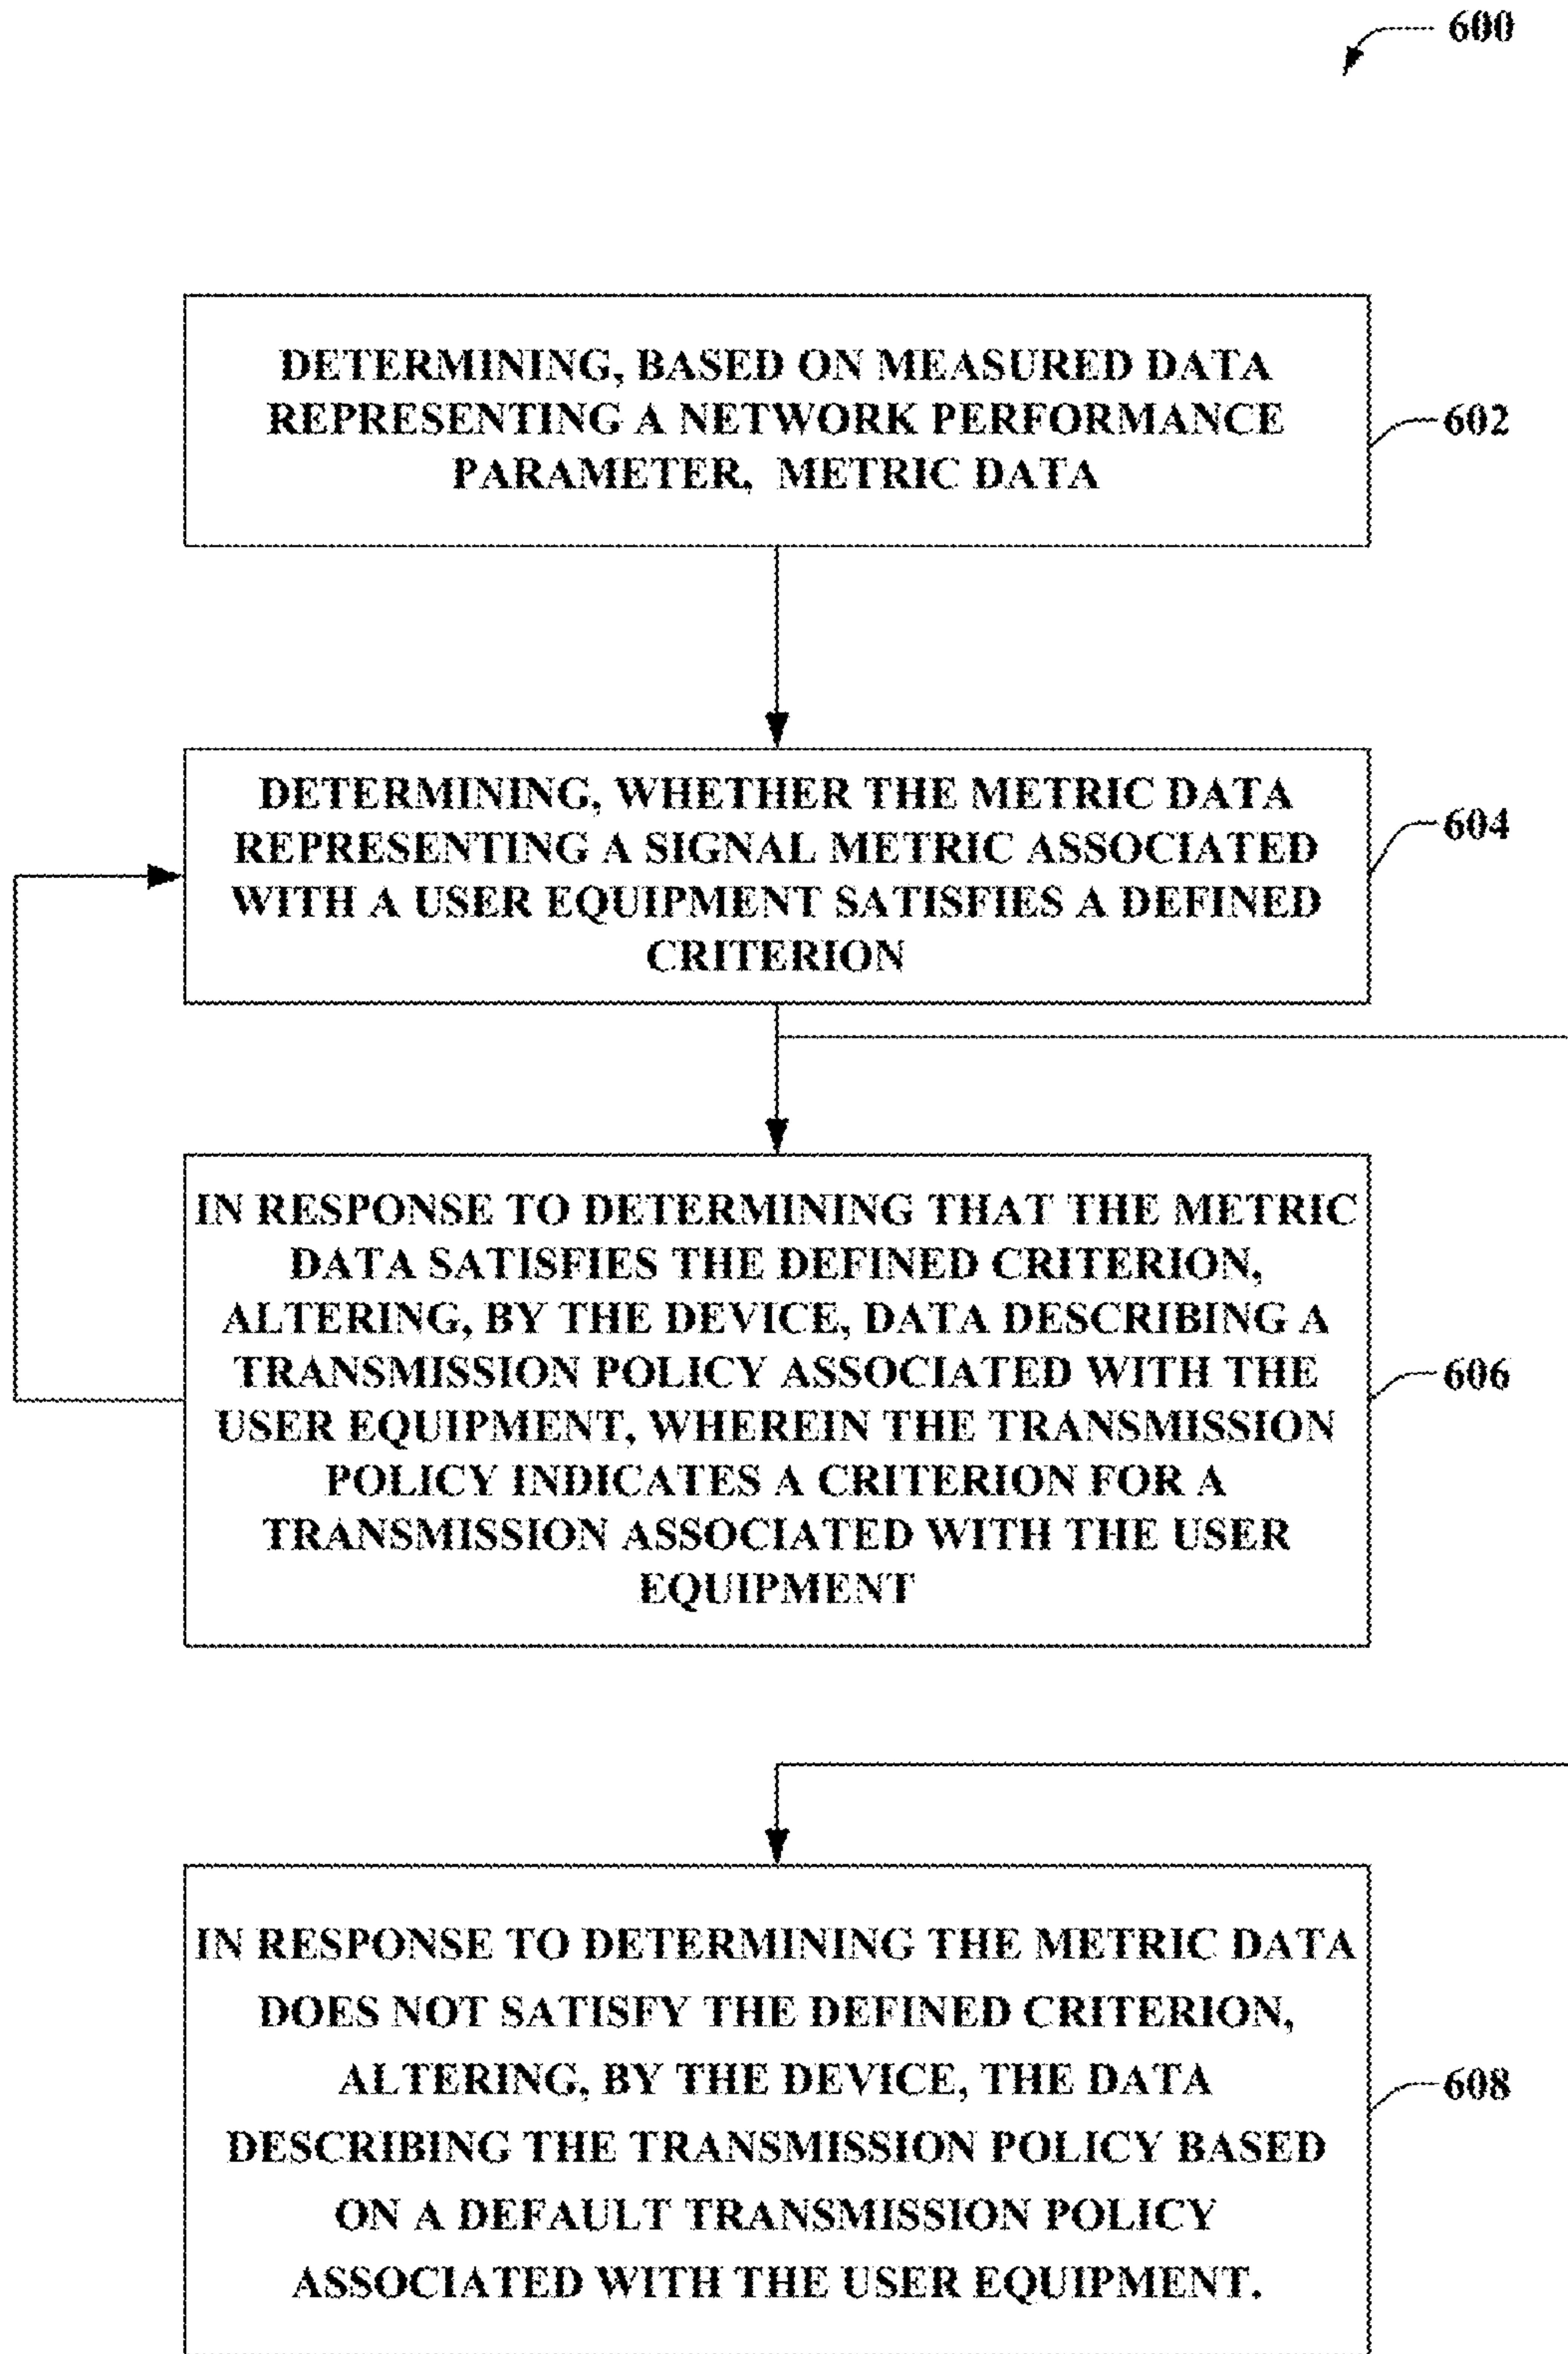 600
DETERMINING, BASED ON MEASURED DATA
REPRESENTING A NETWORK PERFORMANCE
PARAMETER, METRIC DATA
602
DETERMINING, WHETHER THE METRIC DATA
REPRESENTING A SIGNAL METRIC ASSOCIATED
WITH A USER EQUIPMENT SATISFIES A DEFINED
CRITERION
604
IN RESPONSE TO DETERMINING THAT THE METRIC
DATA SATISFIES THE DEFINED CRITERION,
ALTERING, BY THE DEVICE, DATA DESCRIBING A
TRANSMISSION POLICY ASSOCIATED WITH THE
USER EQUIPMENT, WHEREIN THE TRANSMISSION
POLICY INDICATES A CRITERION FOR A
TRANSMISSION ASSOCIATED WITH THE USER
EQUIPMENT
606
IN RESPONSE TO DETERMINING THE METRIC DATA
DOES NOT SATISFY THE DEFINED CRITERION,
ALTERING, BY THE DEVICE, THE DATA
DESCRIBING THE TRANSMISSION POLICY BASED
ON A DEFAULT TRANSMISSION POLICY
ASSOCIATED WITH THE USER EQUIPMENT.
608